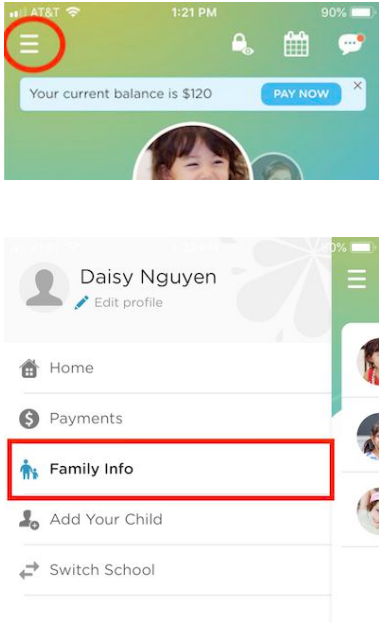 AT&T 1:21 PM 90%
Your current balance is $120 PAY NOW
Daisy Nguyen
Edit profile
Home
Payments
Family Info
Add Your Child
Switch School